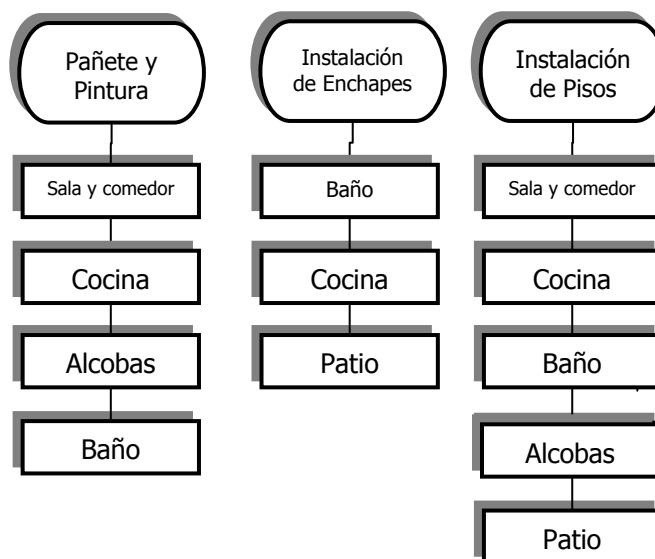 Pañete y
Pintura
Sala y comedor
Cocina
Alcobas
Baño
Instalación
de Enchapes
Baño
Cocina
Patio
Instalación
de Pisos
Sala y comedor
Cocina
Baño
Alcobas
Patio